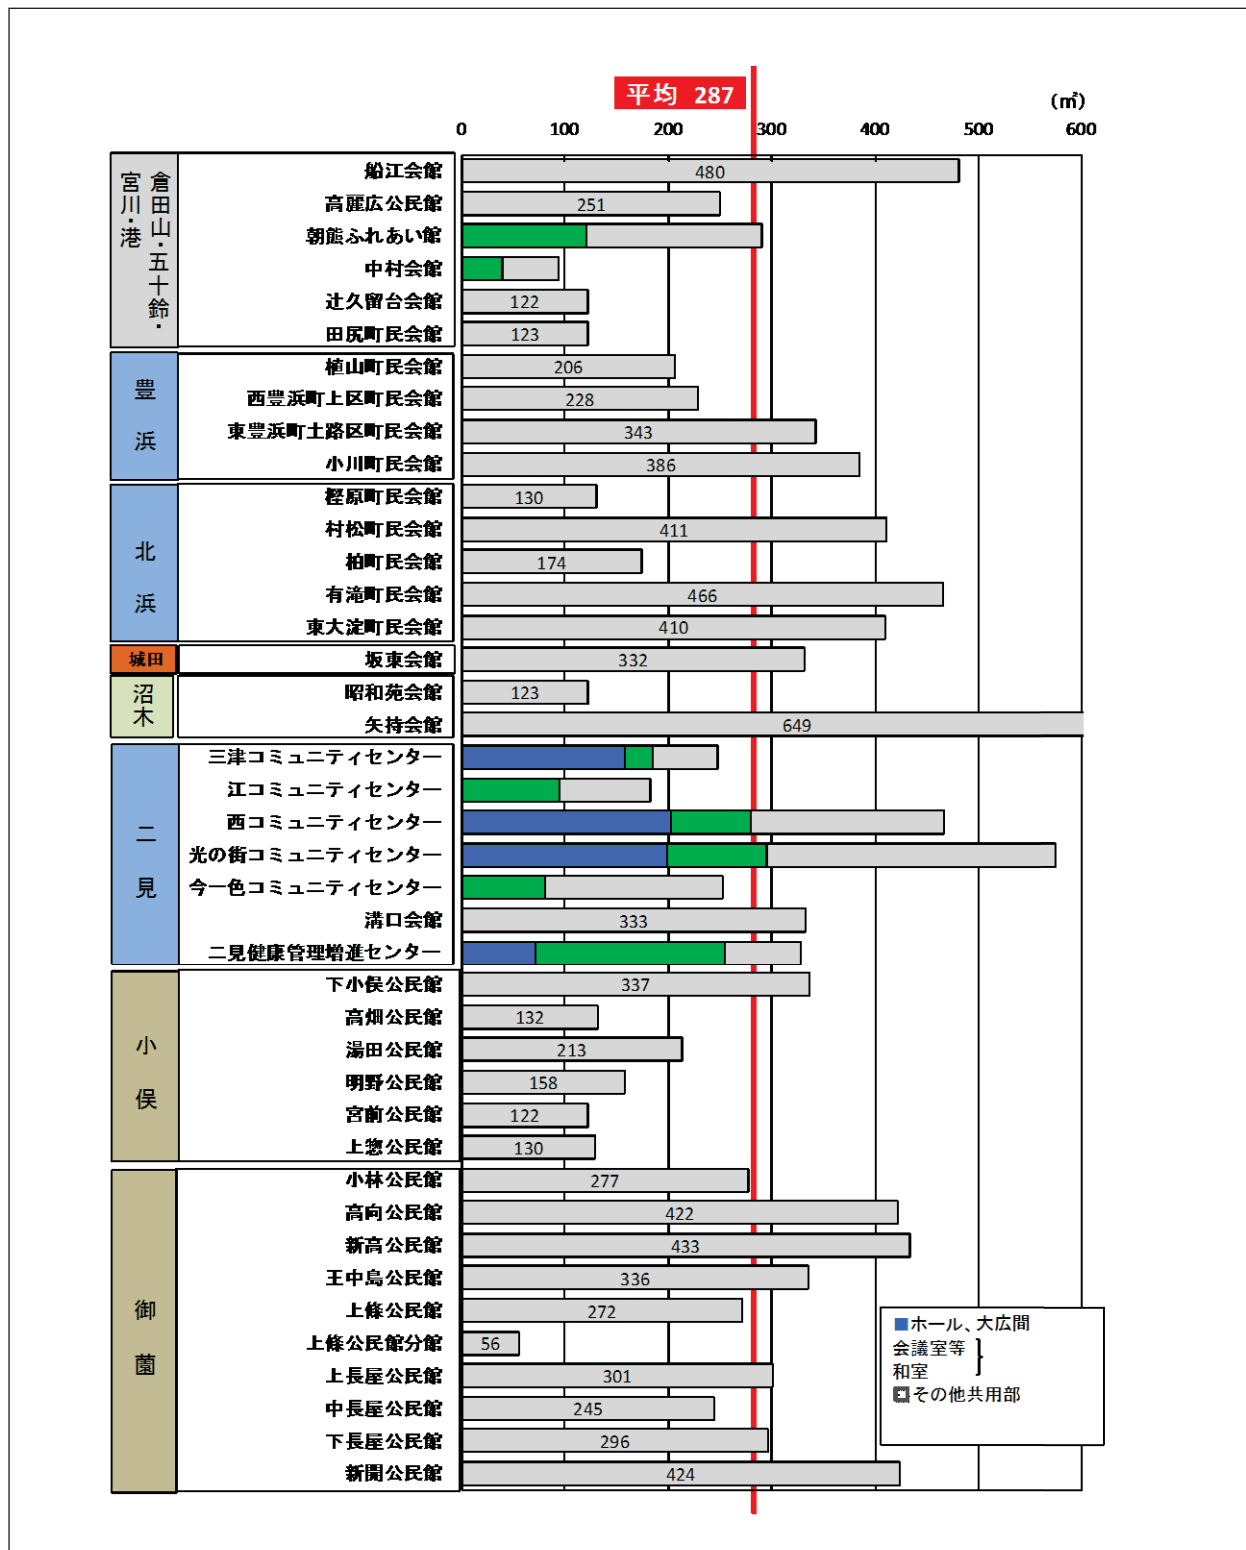 平均 287
(㎡)
0 100 200 300 400 500 600
倉田山・五十鈴・
宮川・港
船江会館 480
高麗広公民館 251
朝熊ふれあい館
中村会館
辻久留台会館 122
田尻町民会館 123
豊浜
植山町民会館 206
西豊浜町上区町民会館 228
東豊浜町土路区町民会館 343
小川町民会館 386
北浜
樫原町民会館 130
村松町民会館 411
柏町民会館 174
有滝町民会館 466
東大淀町民会館 410
城田
坂東会館 332
沼木
昭和苑会館 123
矢持会館 649
二見
三津コミュニティセンター
江コミュニティセンター
西コミュニティセンター
光の街コミュニティセンター
今一色コミュニティセンター
溝口会館 333
二見健康管理増進センター
小俣
下小俣公民館 337
高畑公民館 132
湯田公民館 213
明野公民館 158
宮前公民館 122
上惣公民館 130
御薗
小林公民館 277
高向公民館 422
新高公民館 433
王中島公民館 336
上條公民館 272
上條公民館分館 56
上長屋公民館 301
中長屋公民館 245
下長屋公民館 296
新開公民館 424
■ホール、大広間
会議室等
和室
その他共用部